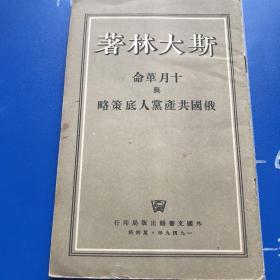 斯大林著
十月革命
與
俄國共產黨人底策略
外國文書籍出版局印行
一九四九年·莫斯科